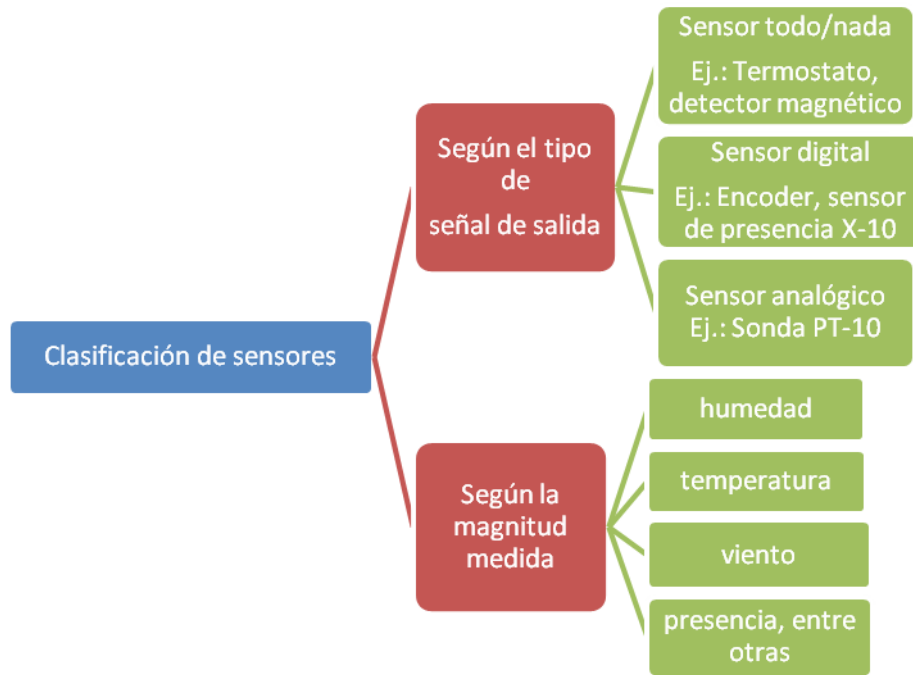 Clasificación de sensores
Según el tipo
de
señal de salida
Sensor todo/nada
Ej.: Termostato,
detector magnético
Sensor digital
Ej.: Encoder, sensor
de presencia X-10
Sensor analógico
Ej.: Sonda PT-10
Según la
magnitud
medida
humedad
temperatura
viento
presencia, entre
otras